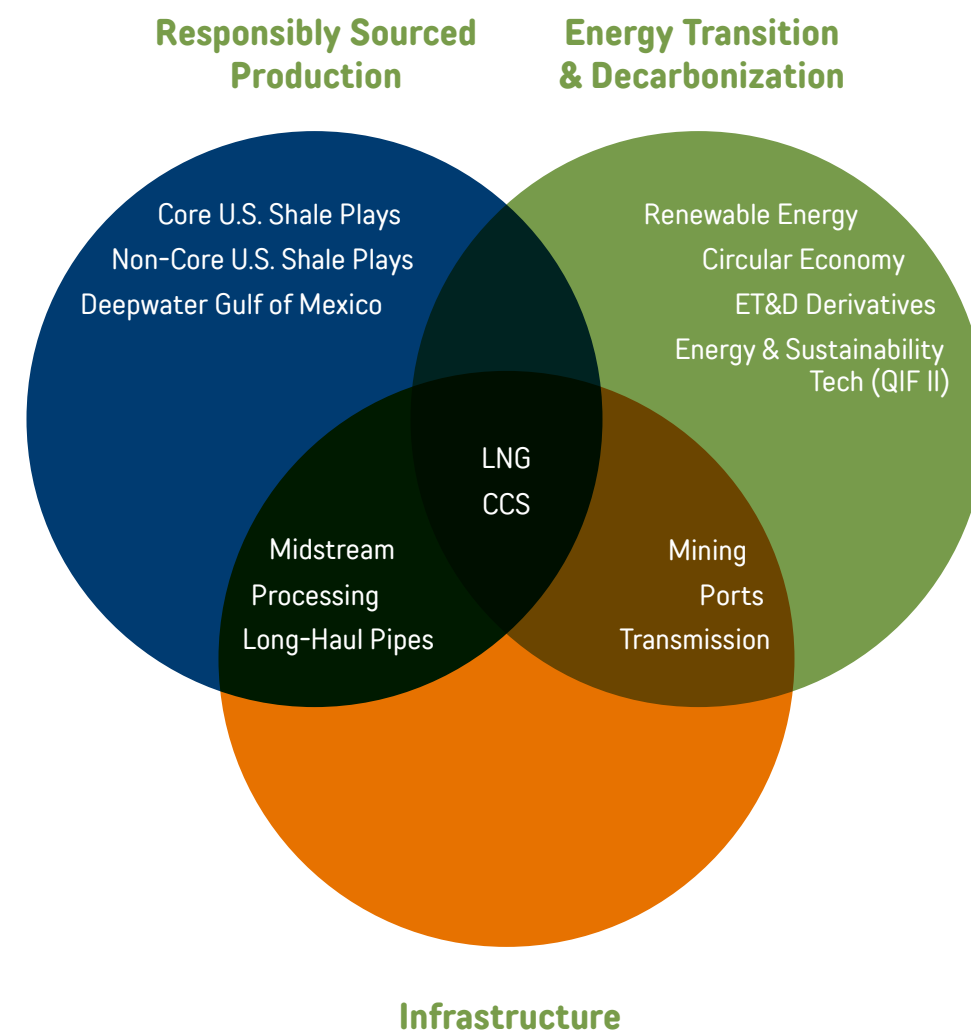 Responsibly Sourced
Production
Energy Transition
& Decarbonization
Core U.S. Shale Plays
Non-Core U.S. Shale Plays
Deepwater Gulf of Mexico
Renewable Energy
Circular Economy
ET&D Derivatives
Energy & Sustainability
Tech (QIF II)
LNG
CCS
Midstream
Processing
Long-Haul Pipes
Mining
Ports
Transmission
Infrastructure